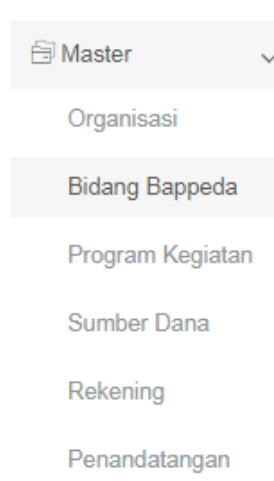 Master
Organisasi
Bidang Bappeda
Program Kegiatan
Sumber Dana
Rekening
Penandatangan